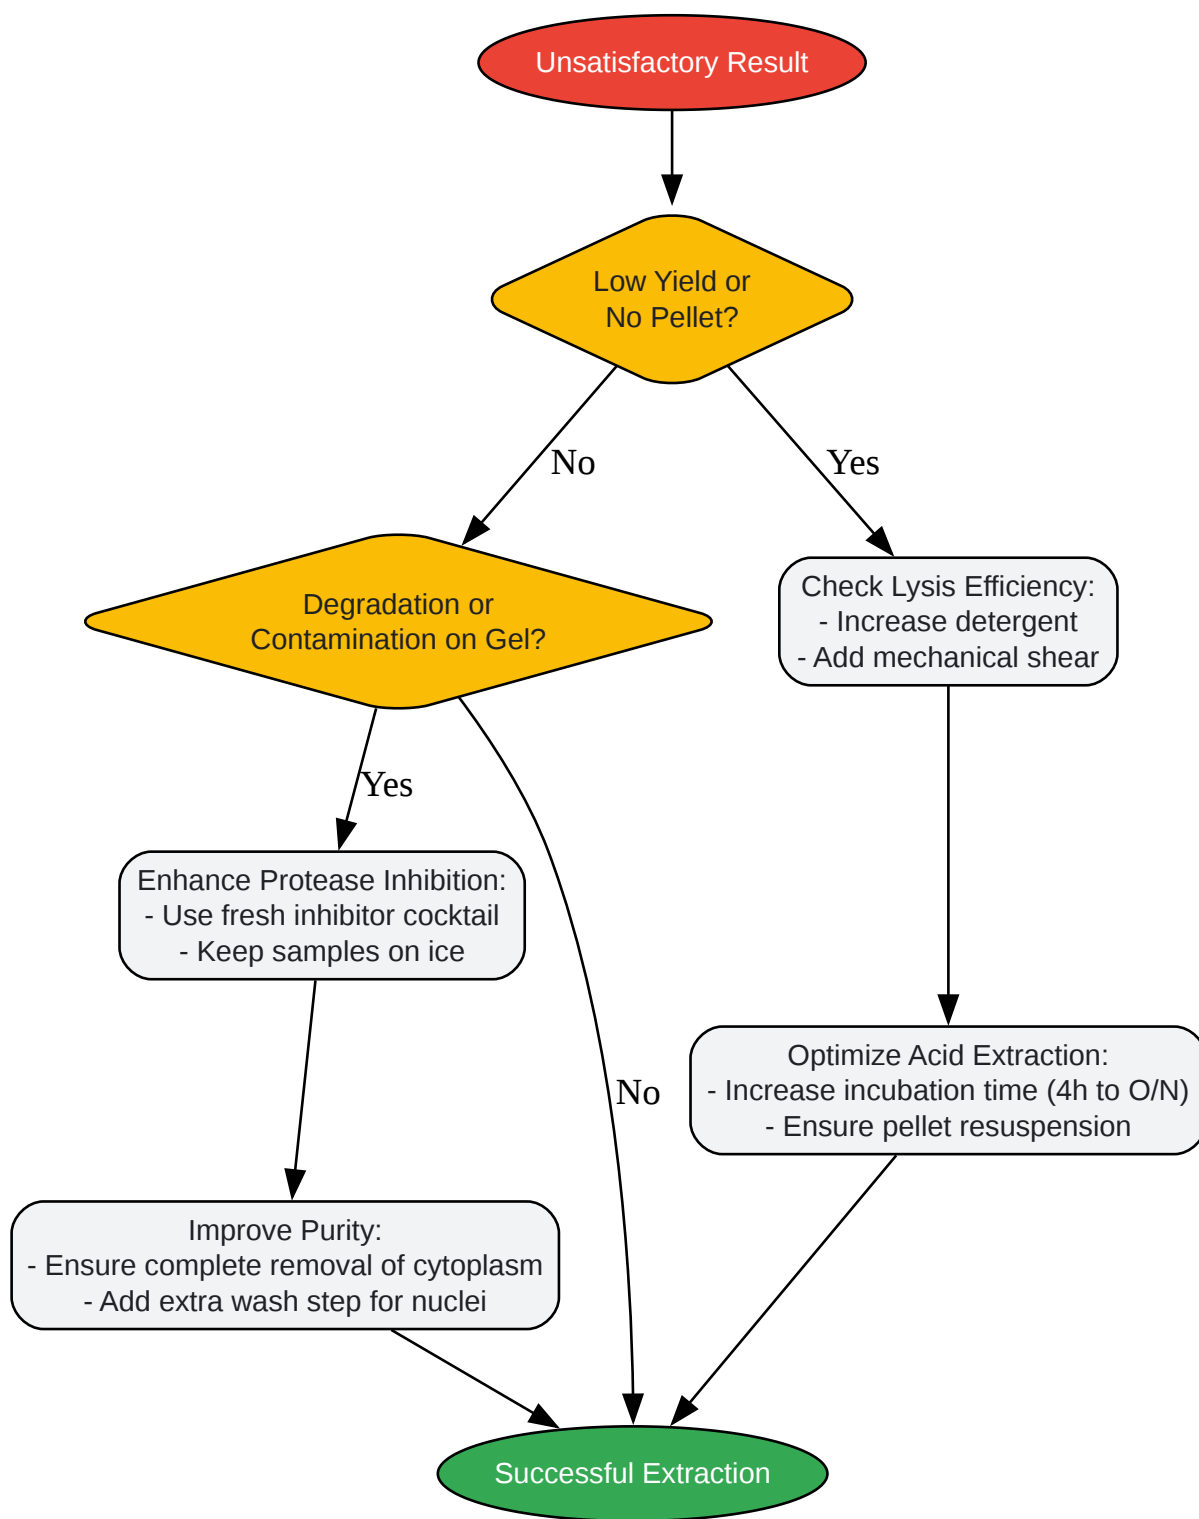 Unsatisfactory Result
Low Yield or
No Pellet?
No
Yes
Degradation or
Contamination on Gel?
Check Lysis Efficiency:
- Increase detergent
- Add mechanical shear
Yes
Enhance Protease Inhibition:
- Use fresh inhibitor cocktail
- Keep samples on ice
No
Optimize Acid Extraction:
- Increase incubation time (4h to O/N)
- Ensure pellet resuspension
Improve Purity:
- Ensure complete removal of cytoplasm
- Add extra wash step for nuclei
Successful Extraction